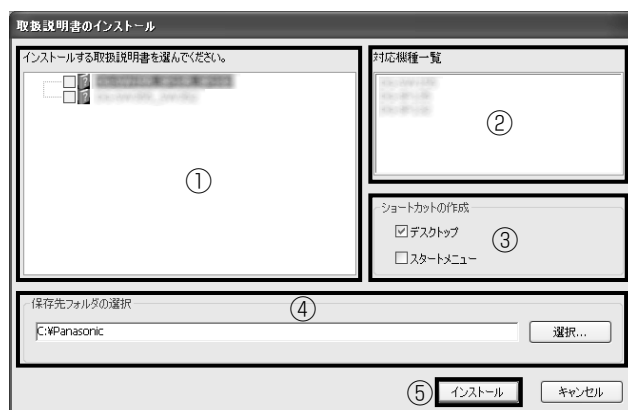 取扱説明書のインストール
インストールする取扱説明書を選んでください。
①
対応機種一覧
②
ショートカットの作成
デスクトップ
スタートメニュー
③
保存先フォルダの選択
④
C:¥Panasonic
選択...
⑤
インストール
キャンセル